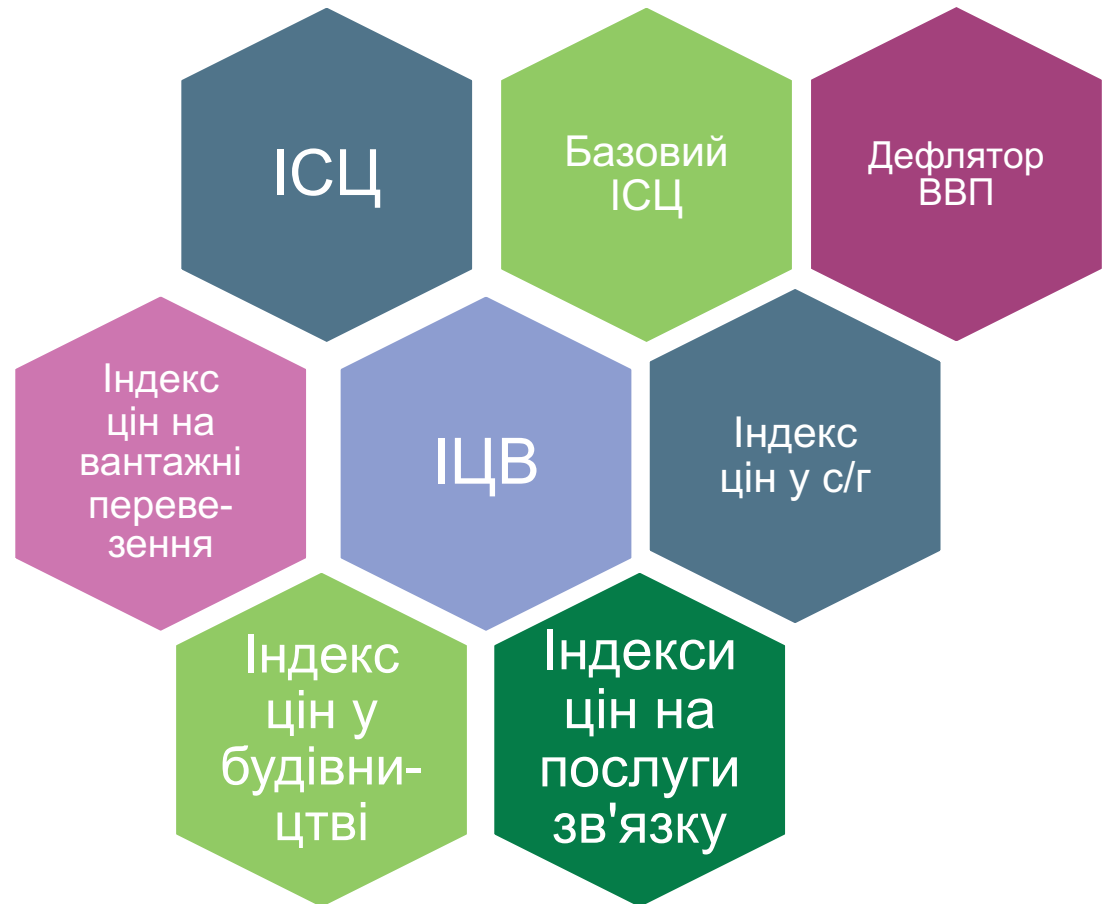 ІСЦ
Базовий
ІСЦ
Дефлятор
ВВП
Індекс
цін на
вантажні
переве-
зення
ІЦВ
Індекс
цін у с/г
Індекс
цін у
будівни-
цтві
Індекси
цін на
послуги
зв'язку